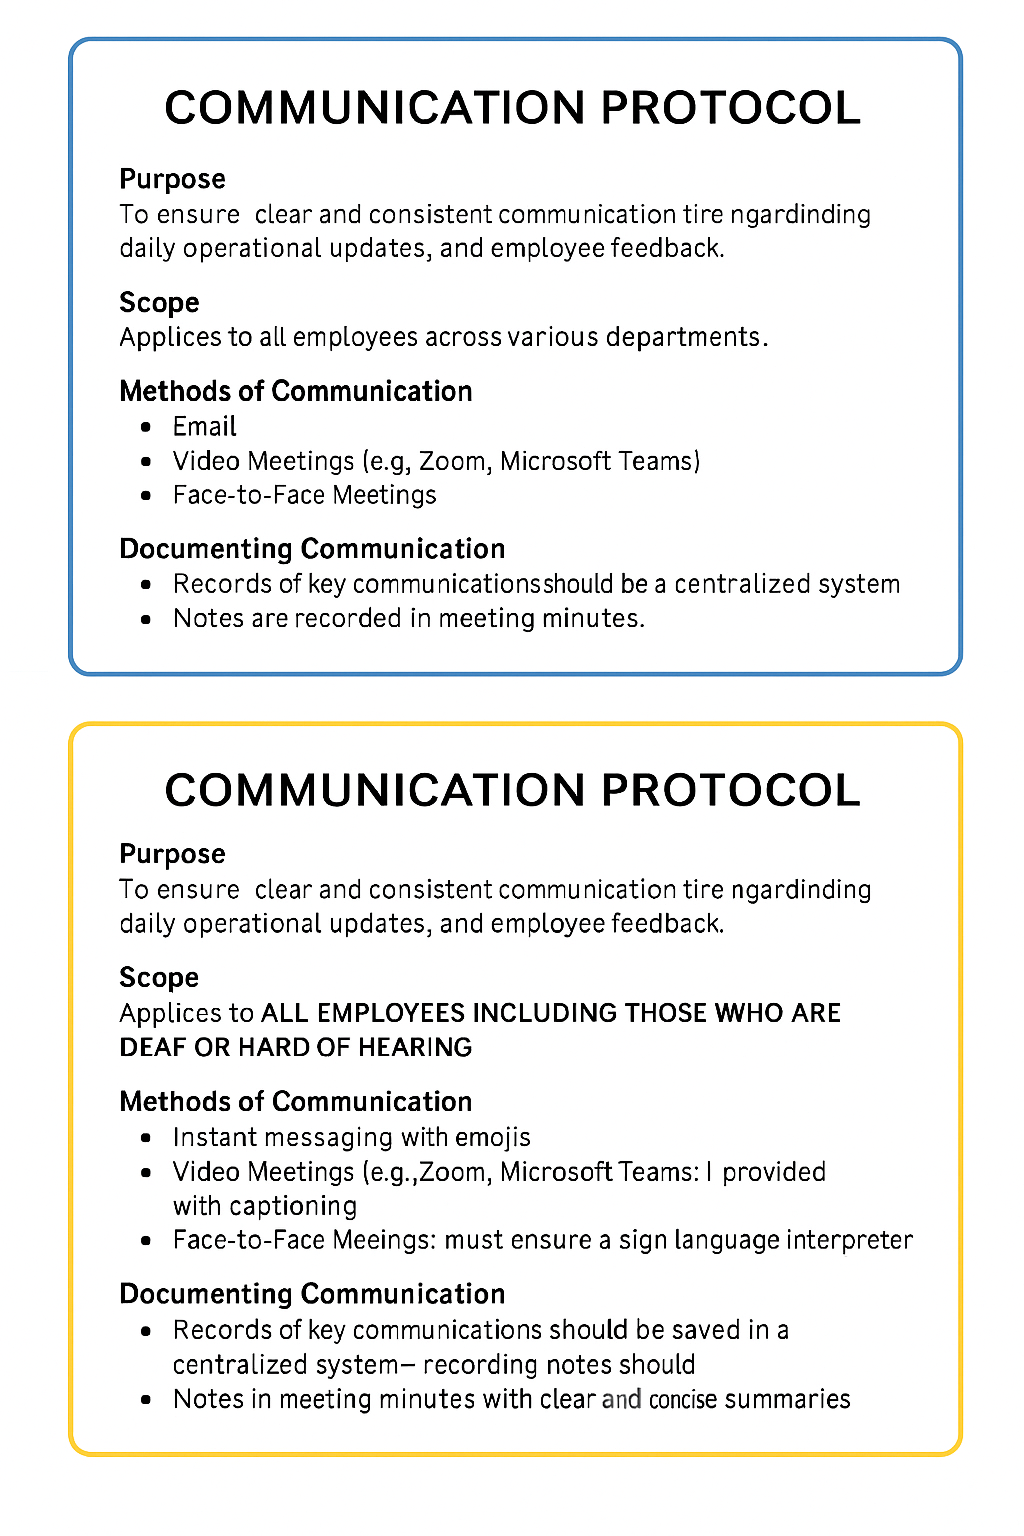 COMMUNICATION PROTOCOL
Purpose
To ensure clear and consistent communication tire ngardinding
daily operational updates, and employee feedback.
Scope
Applices to all employees across various departments.
Methods of Communication
• Email
• Video Meetings (e.g, Zoom, Microsoft Teams)
• Face-to-Face Meetings
Documenting Communication
• Records of key communications should be a centralized system
• Notes are recorded in meeting minutes.
COMMUNICATION PROTOCOL
Purpose
To ensure clear and consistent communication tire ngardinding
daily operational updates, and employee feedback.
Scope
Applices to ALL EMPLOYEES INCLUDING THOSE WHO ARE
DEAF OR HARD OF HEARING
Methods of Communication
• Instant messaging with emojis
• Video Meetings (e.g.,Zoom, Microsoft Teams: I provided
with captioning
• Face-to-Face Meeings: must ensure a sign language interpreter
Documenting Communication
• Records of key communications should be saved in a
centralized system– recording notes should
• Notes in meeting minutes with clear and concise summaries